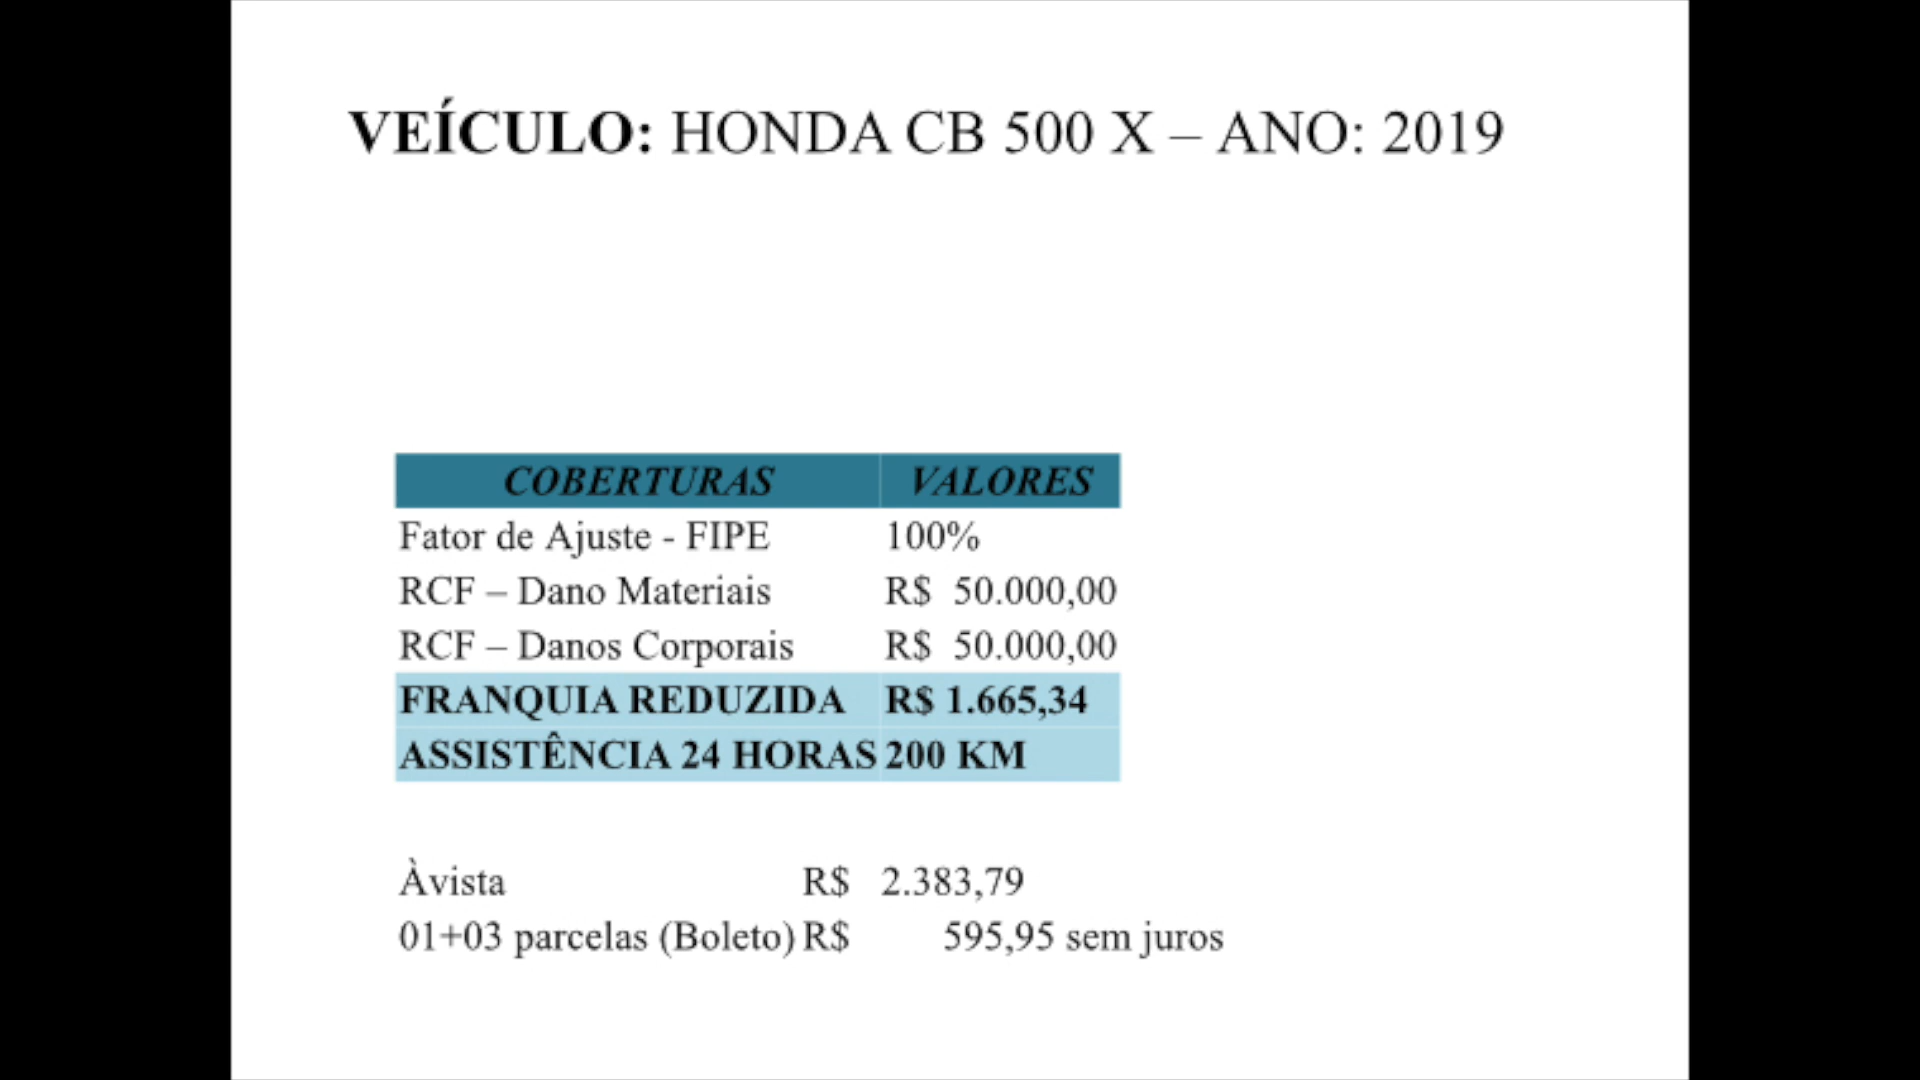 VEÍCULO: HONDA CB 500 X – ANO: 2019
COBERTURAS VALORES
Fator de Ajuste - FIPE 100%
RCF – Dano Materiais R$ 50.000,00
RCF – Danos Corporais R$ 50.000,00
FRANQUIA REDUZIDA R$ 1.665,34
ASSISTÊNCIA 24 HORAS 200 KM
Àvista R$ 2.383,79
01+03 parcelas (Boleto) R$ 595,95 sem juros